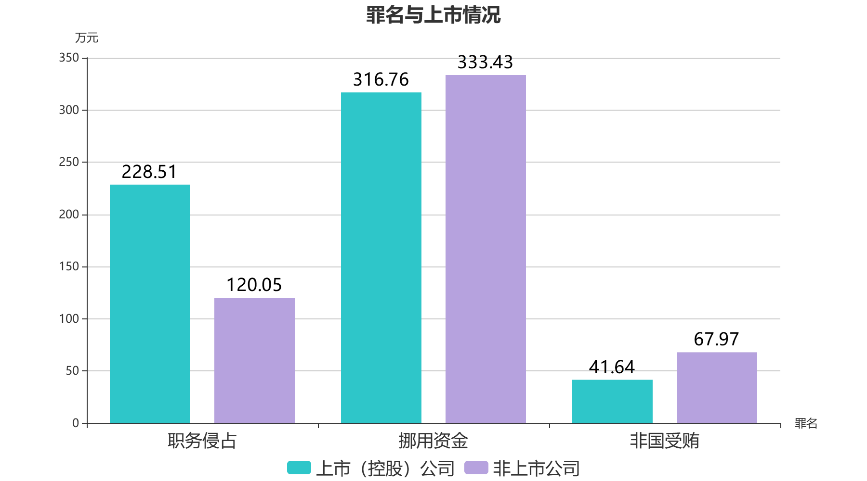 罪名与上市情况
万元
350
300
250
200
150
100
50
0
228.51
120.05
316.76
333.43
41.64
67.97
职务侵占
挪用资金
非国受贿
罪名
上市（控股）公司
非上市公司